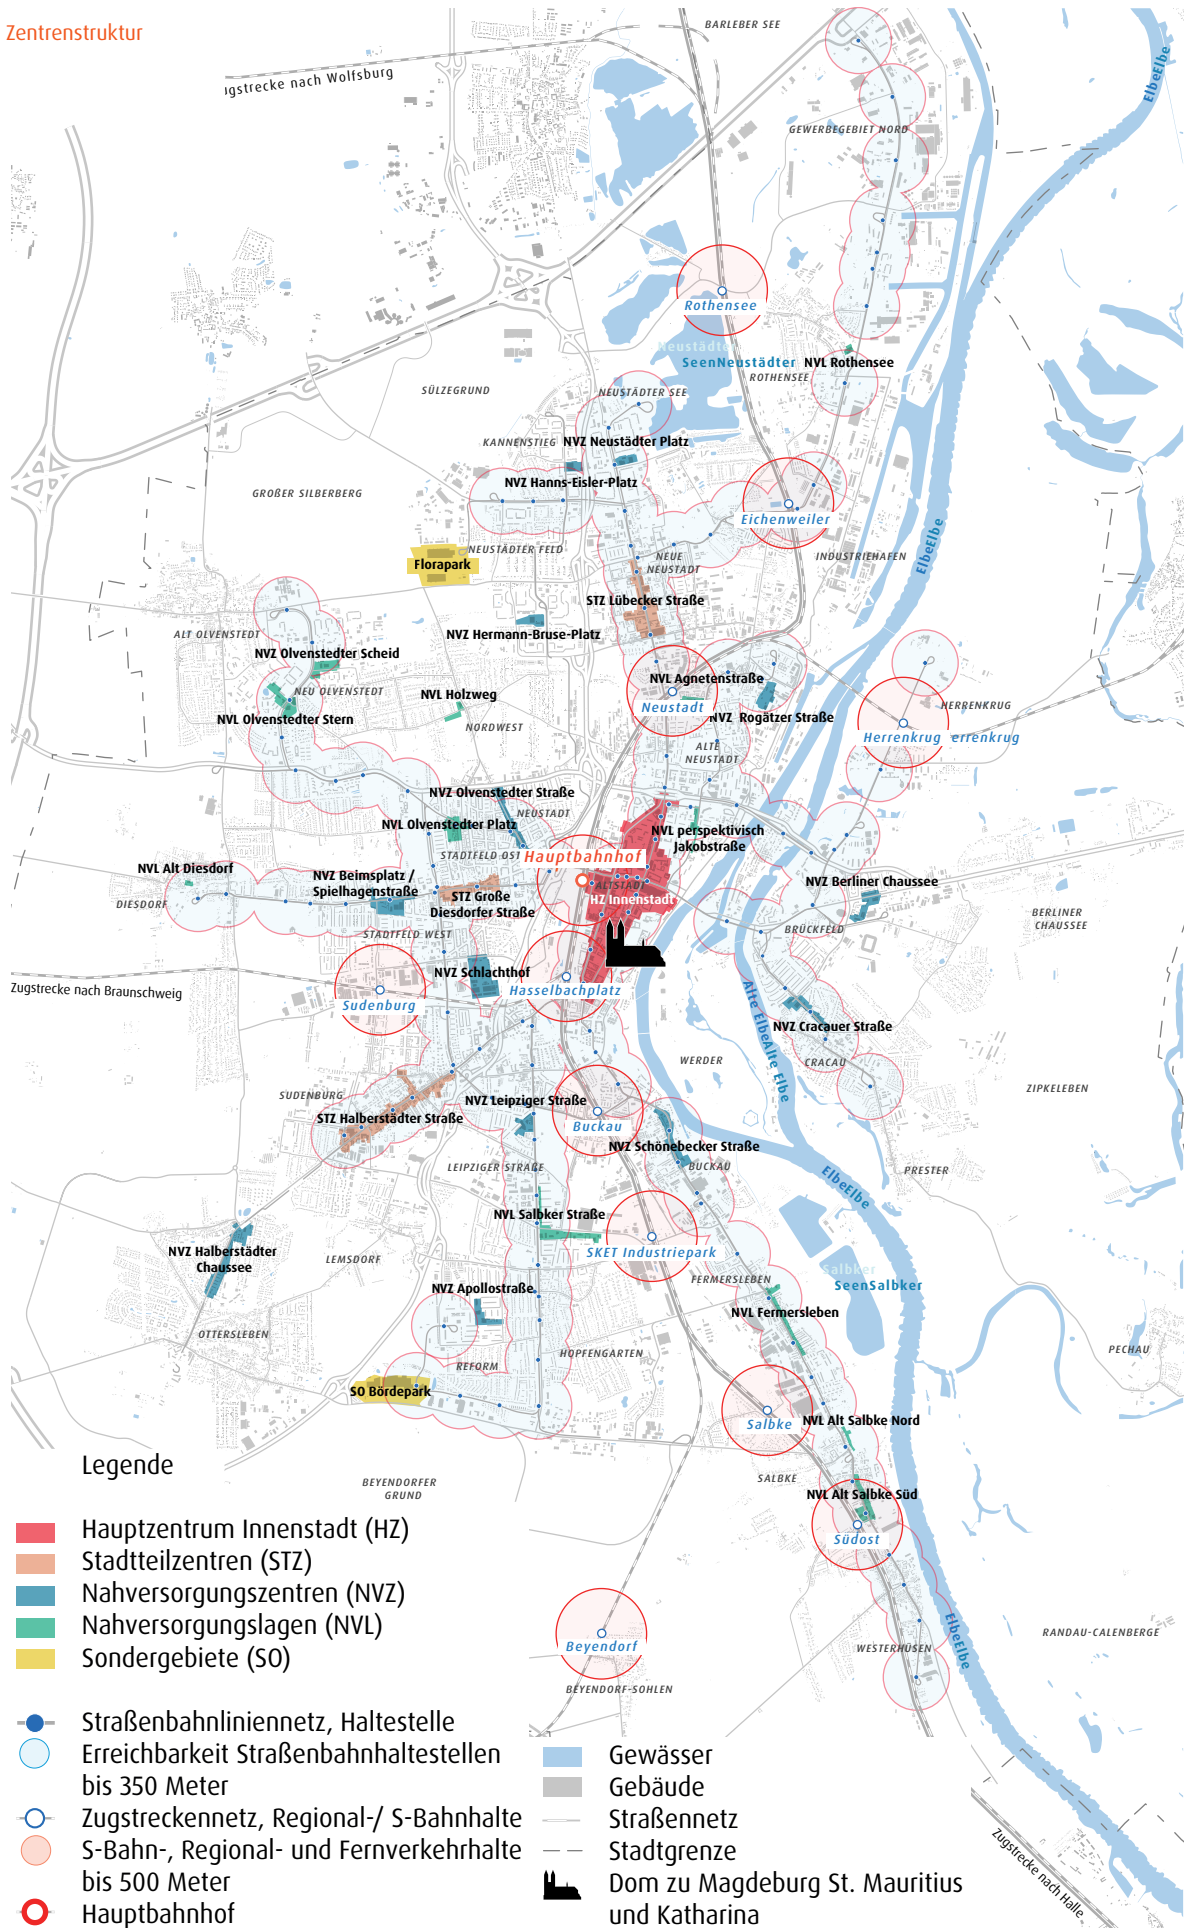 Zentrenstruktur
BARLEBER SEE
ugstrecke nach Wolfsburg
ElbeElbe
GEWERBEGEBIET NORD
Rothensee
Neustädter
SeenNeustädter
NVL Rothensee
ROTHENSEE
SÜLZEGRUND
NEUSTÄDTER SEE
KANNENSTIEG
NVZ Neustädter Platz
NVZ Hanns-Eisler-Platz
GROßER SILBERBERG
Eichenweiler
NEUSTÄDTER FELD
Florapark
NEUE
NEUSTADT
INDUSTRIEHAFEN
ElbeElbe
STZ Lübecker Straße
ALT OLVENSTEDT
NVZ Hermann-Bruse-Platz
NVZ Olvenstedter Scheid
NEU OLVENSTEDT
NVL Holzweg
NVL Agnetenstraße
Neustadt
NVZ Rogätzer Straße
HERRENKRUG
NVL Olvenstedter Stern
NORDWEST
Herrenkrug
errenkrug
ALTE
NEUSTADT
NVZ Olvenstedter Straße
NEUSTADT
NVL Olvenstedter Platz
NVL perspektivisch
Jakobstraße
STADTFELD OST
Hauptbahnhof
NVL Alt Diesdorf
NVZ Beimsplatz /
Spielhagenstraße
ALTSTADT
NVZ Berliner Chaussee
DIESDORF
STZ Große
Diesdorfer Straße
HZ Innenstadt
BERLINER
CHAUSSEE
STADTFELD WEST
BRÜCKFELD
NVZ Schlachthof
Zugstrecke nach Braunschweig
Sudenburg
Hasselbachplatz
Alte ElbeAlte Elbe
NVZ Cracauer Straße
WERDER
CRACAU
ZIPKELEBEN
SUDENBURG
NVZ Leipziger Straße
STZ Halberstädter Straße
Buckau
NVZ Schönebecker Straße
LEIPZIGER STRAßE
BUCKAU
PRESTER
ElbeElbe
NVL Salbker Straße
NVZ Halberstädter
Chaussee
LEMSDORF
SKET Industriepark
Salbker
SeenSalbker
FERMERSLEBEN
NVZ Apollostraße
NVL Fermersleben
OTTERSLEBEN
HOPFENGARTEN
PECHAU
REFORM
SO Bördepark
Salbke
NVL Alt Salbke Nord
BEYENDORFER
GRUND
SALBKE
NVL Alt Salbke Süd
Südost
ElbeElbe
Beyendorf
WESTERHÜSEN
RANDAU-CALENBERGE
BEYENDORF-SOHLEN
Zugstrecke nach Halle
Legende
Hauptzentrum Innenstadt (HZ)
Stadtteilzentren (STZ)
Nahversorgungszentren (NVZ)
Nahversorgungslagen (NVL)
Sondergebiete (SO)
Straßenbahnliniennetz, Haltestelle
Erreichbarkeit Straßenbahnhaltestellen
bis 350 Meter
Zugstreckennetz, Regional-/ S-Bahnhalte
S-Bahn-, Regional- und Fernverkehrhalte
bis 500 Meter
Hauptbahnhof
Gewässer
Gebäude
Straßennetz
Stadtgrenze
Dom zu Magdeburg St. Mauritius
und Katharina